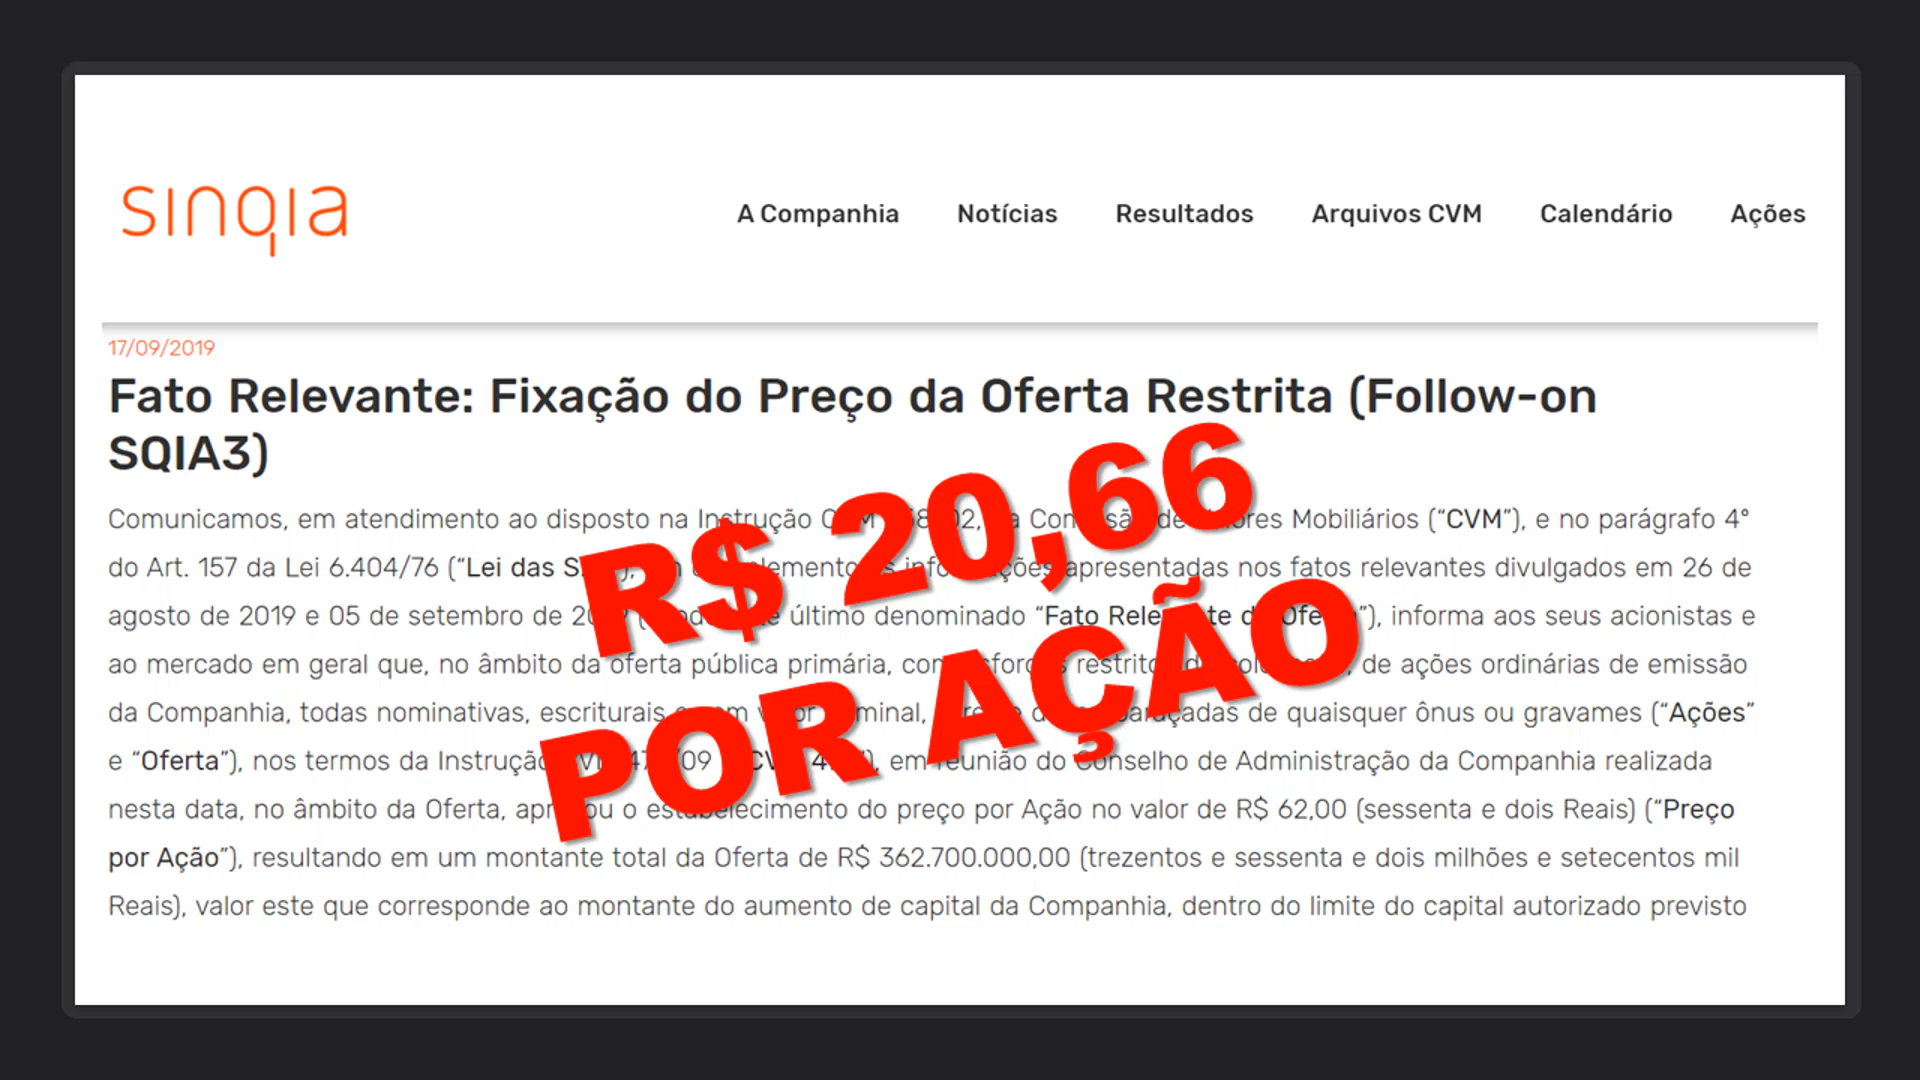 sinqia
A Companhia Notícias Resultados Arquivos CVM Calendário Ações
17/09/2019
Fato Relevante: Fixação do Preço da Oferta Restrita (Follow-on
SQIA3)
R$ 20,66
POR AÇÃO
Comunicamos, em atendimento ao disposto na Instrução Mobiliários (“CVM”), e no parágrafo 4º
do Art. 157 da Lei 6.404/76 (“Lei das apresentadas nos fatos relevantes divulgados em 26 de
agosto de 2019 e 05 de setembro de último denominado “Fato informa aos seus acionistas e
ao mercado em geral que, no âmbito da oferta pública primária, de ações ordinárias de emissão
da Companhia, todas nominativas, escriturais de quaisquer ônus ou gravames (“Ações”
e “Oferta”), nos termos da Instrução em reunião do Conselho de Administração da Companhia realizada
nesta data, no âmbito da Oferta, o estabelecimento do preço por Ação no valor de R$ 62,00 (sessenta e dois Reais) (“Preço
por Ação”), resultando em um montante total da Oferta de R$ 362.700.000,00 (trezentos e sessenta e dois milhões e setecentos mil
Reais), valor este que corresponde ao montante do aumento de capital da Companhia, dentro do limite do capital autorizado previsto